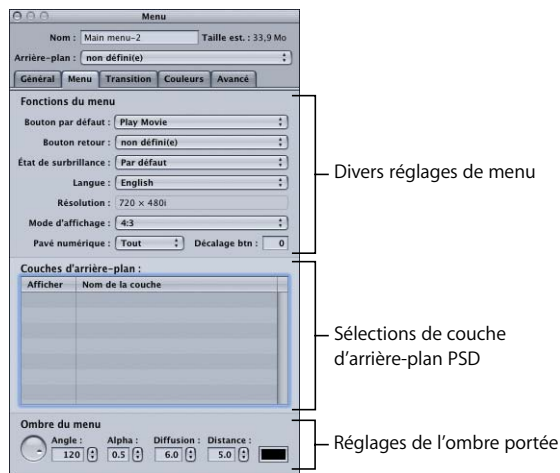 Menu
Nom : Main menu-2 Taille est. : 33,9 Mo
Arrière-plan : non défini(e)
Général Menu Transition Couleurs Avancé
Fonctions du menu
Bouton par défaut : Play Movie
Bouton retour : non défini(e)
État de surbrillance : Par défaut
Langue : English
Résolution : 720 × 480i
Mode d'affichage : 4:3
Pavé numérique : Tout Décalage btn : 0
Divers réglages de menu
Couches d'arrière-plan :
Afficher Nom de la couche
Sélections de couche
d'arrière-plan PSD
Ombre du menu
Angle : Alpha : Diffusion : Distance :
120 0.5 6.0 5.0
Réglages de l'ombre portée